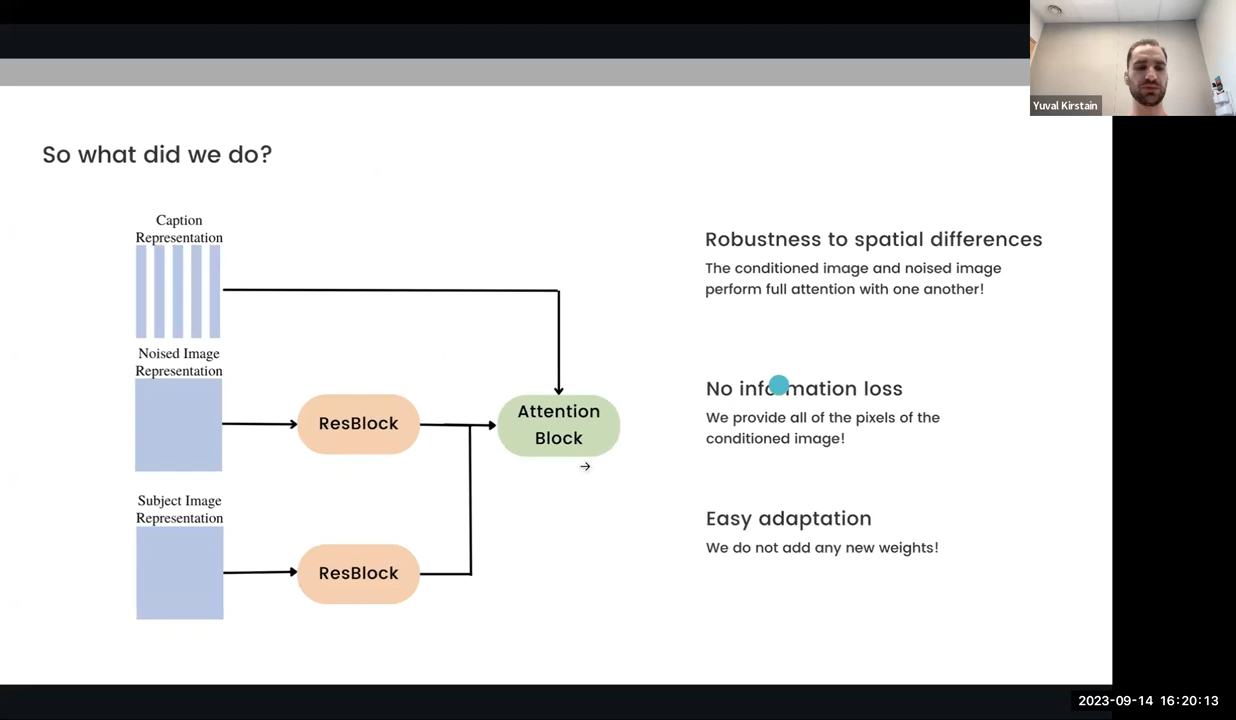 Yuval Kirstain
So what did we do?
Caption
Representation
Noised Image
Representation
Subject Image
Representation
ResBlock
ResBlock
Attention
Block
Robustness to spatial differences
The conditioned image and noised image
perform full attention with one another!
No information loss
We provide all of the pixels of the
conditioned image!
Easy adaptation
We do not add any new weights!
2023-09-14 16:20:13